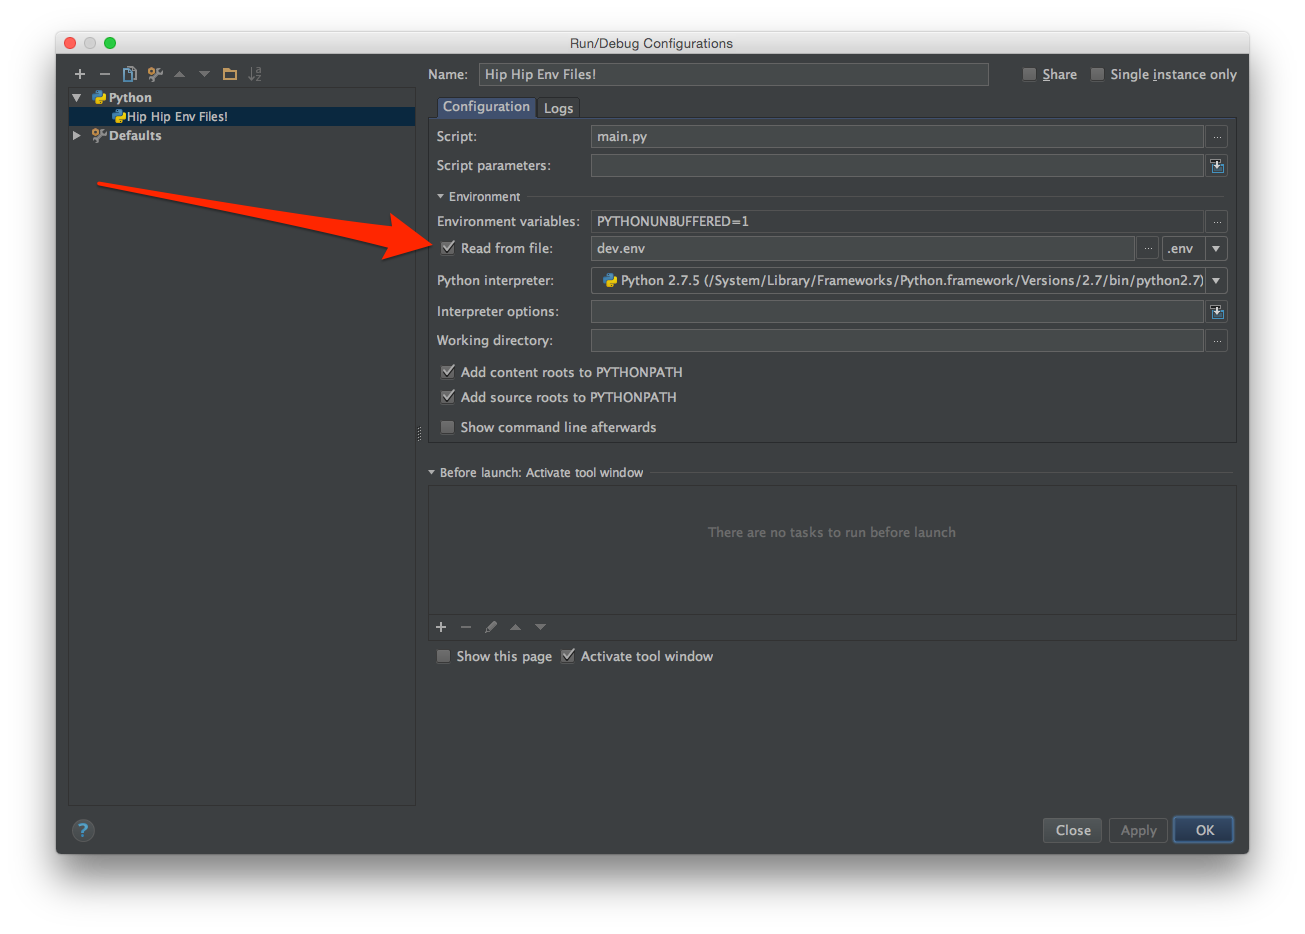 Run/Debug Configurations
Name: Hip Hip Env Files! Share Single instance only
Python
Hip Hip Env Files!
Defaults
Configuration Logs
Script: main.py ...
Script parameters:
Environment
Environment variables: PYTHONUNBUFFERED=1 ...
Read from file: dev.env ... .env
Python interpreter: Python 2.7.5 (/System/Library/Frameworks/Python.framework/Versions/2.7/bin/python2.7)
Interpreter options:
Working directory: ...
Add content roots to PYTHONPATH
Add source roots to PYTHONPATH
Show command line afterwards
Before launch: Activate tool window
There are no tasks to run before launch
Show this page Activate tool window
? Close Apply OK